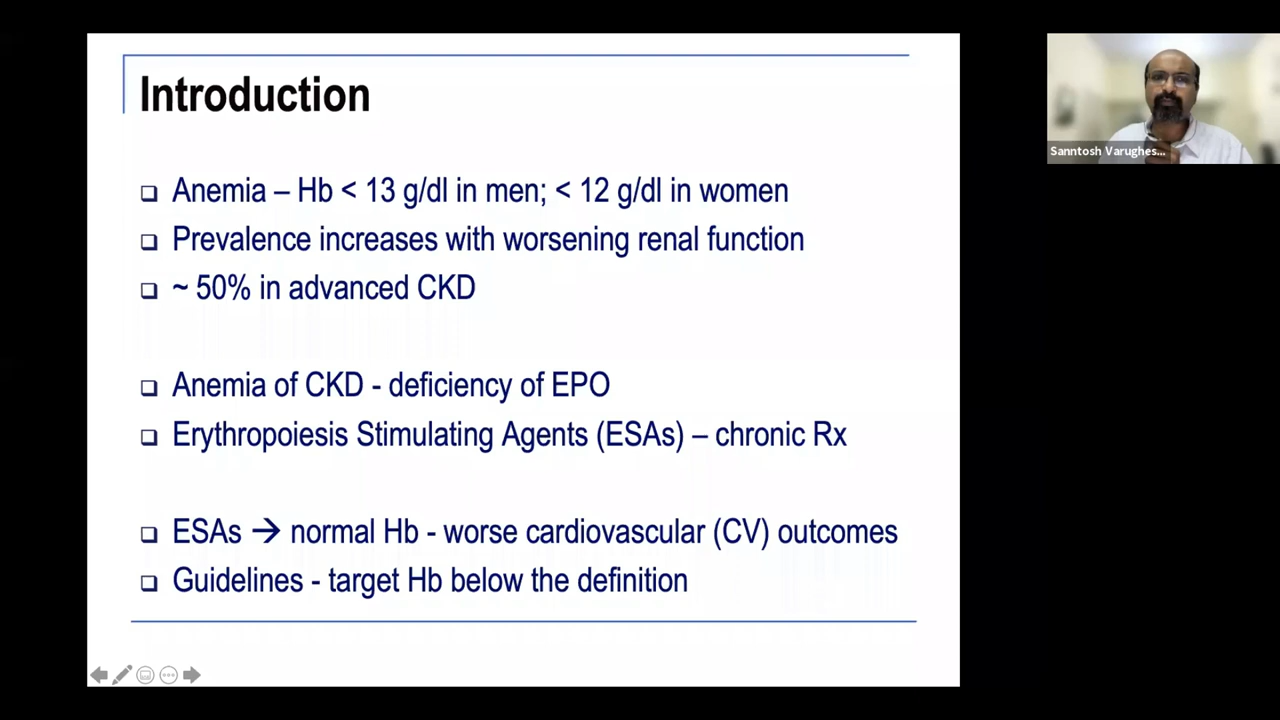 Introduction
Anemia – Hb < 13 g/dl in men; < 12 g/dl in women
Prevalence increases with worsening renal function
~ 50% in advanced CKD
Anemia of CKD - deficiency of EPO
Erythropoiesis Stimulating Agents (ESAs) – chronic Rx
ESAs → normal Hb - worse cardiovascular (CV) outcomes
Guidelines - target Hb below the definition
Sanntosh Varughes...